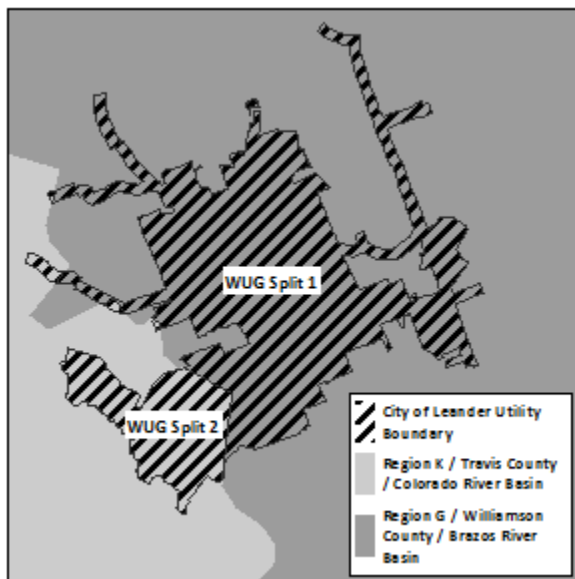 WUG Split 1
WUG Split 2
City of Leander Utility
Boundary
Region K / Travis County
/ Colorado River Basin
Region G / Williamson
County / Brazos River
Basin